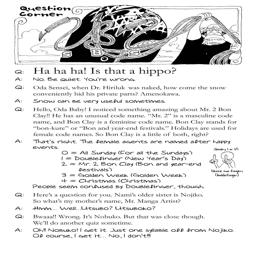 Question
Corner
Q: Ha ha ha! Is that a hippo?
A: No. Be quiet. You're wrong.
Q: Oda Sensei, when Dr. Hiriluk was naked, how come the snow
conveniently hid his private parts? Amenokawa.
A: Snow can be very useful sometimes.
Q: Hello, Oda Baby! I noticed something amazing about Mr. 2 Bon
Clay!! He has an unusual code name. "Mr. 2" is a masculine code
name, and Bon Clay is a feminine code name. Bon Clay stands for
"bon-kure" or "Bon and year-end festivals." Holidays are used for
female code names. So Bon Clay is a little of both, right?
A: That's right. The female agents are named after happy
events.
0 = All Sunday (For all the Sundays)
1 = Doublefinger (New Year's Day)
2 = Mr. 2 Bon Clay (Bon and year-end
festivals)
3 = Golden Week (Golden Week)
4 = Christmas (Christmas)
People seem confused by Doublefinger, though.
Q: Here's a question for you. Nami's older sister is Nojiko.
So what's my mother's name, Mr. Manga Artist?
A: Hmm... Well...Utsuko? Utsukako?
Q: Bwaaa!! Wrong. It's Nobuko. But that was close though.
We'll do another quiz sometime.
A: Oh! Nobuko! I get it. Just one syllable off from Nojiko.
Of course, I get it... No, I don't!!